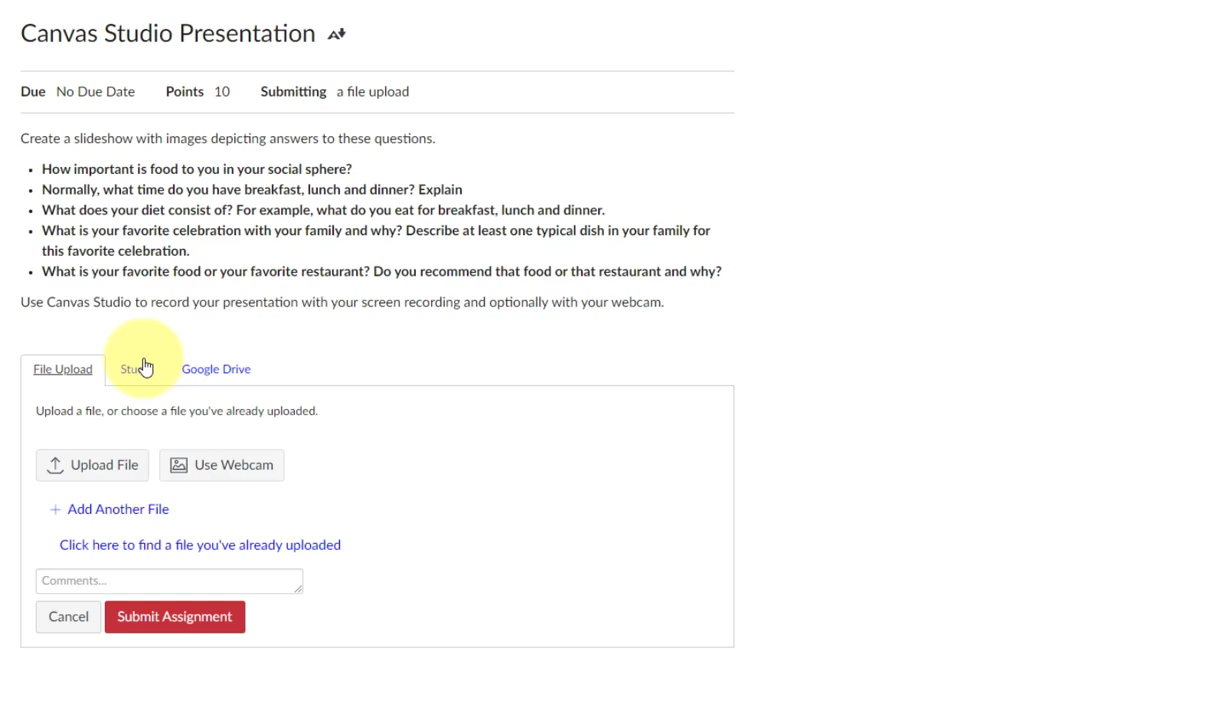 Canvas Studio Presentation
Due No Due Date Points 10 Submitting a file upload
Create a slideshow with images depicting answers to these questions.
• How important is food to you in your social sphere?
• Normally, what time do you have breakfast, lunch and dinner? Explain
• What does your diet consist of? For example, what do you eat for breakfast, lunch and dinner.
• What is your favorite celebration with your family and why? Describe at least one typical dish in your family for
this favorite celebration.
• What is your favorite food or your favorite restaurant? Do you recommend that food or that restaurant and why?
Use Canvas Studio to record your presentation with your screen recording and optionally with your webcam.
File Upload Google Drive
Upload a file, or choose a file you've already uploaded.
Upload File Use Webcam
+ Add Another File
Click here to find a file you've already uploaded
Comments...
Cancel Submit Assignment